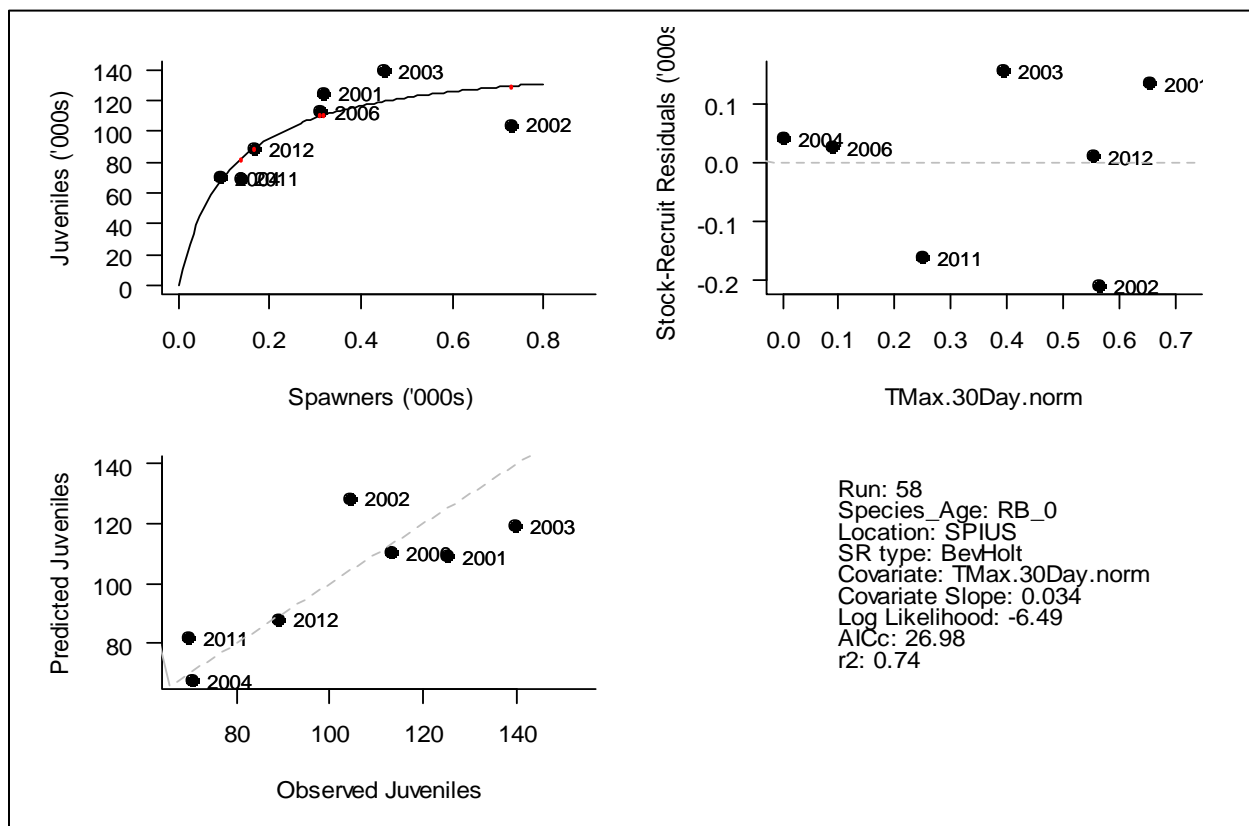 Juveniles ('000s)
140
120
100
80
60
40
20
0
2003
2001
2006
2002
2012
2004
2011
0.0 0.2 0.4 0.6 0.8
Spawners ('000s)
Stock-Recruit Residuals ('000s
0.1
0.0
-0.1
-0.2
2003
2001
2004
2006
2012
2011
2002
0.0 0.1 0.2 0.3 0.4 0.5 0.6 0.7
TMax.30Day.norm
Predicted Juveniles
140
120
100
80
2002
2003
2006
2001
2012
2011
2004
80 100 120 140
Observed Juveniles
Run: 58
Species_Age: RB_0
Location: SPIUS
SR type: BevHolt
Covariate: TMax.30Day.norm
Covariate Slope: 0.034
Log Likelihood: -6.49
AICc: 26.98
r2: 0.74